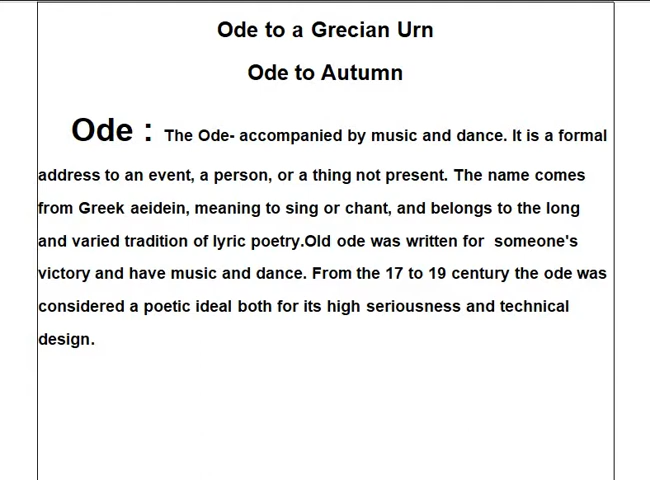 Ode to a Grecian Urn
Ode to Autumn
Ode : The Ode- accompanied by music and dance. It is a formal
address to an event, a person, or a thing not present. The name comes
from Greek aeidein, meaning to sing or chant, and belongs to the long
and varied tradition of lyric poetry.Old ode was written for  someone's
victory and have music and dance. From the 17 to 19 century the ode was
considered a poetic ideal both for its high seriousness and technical
design.